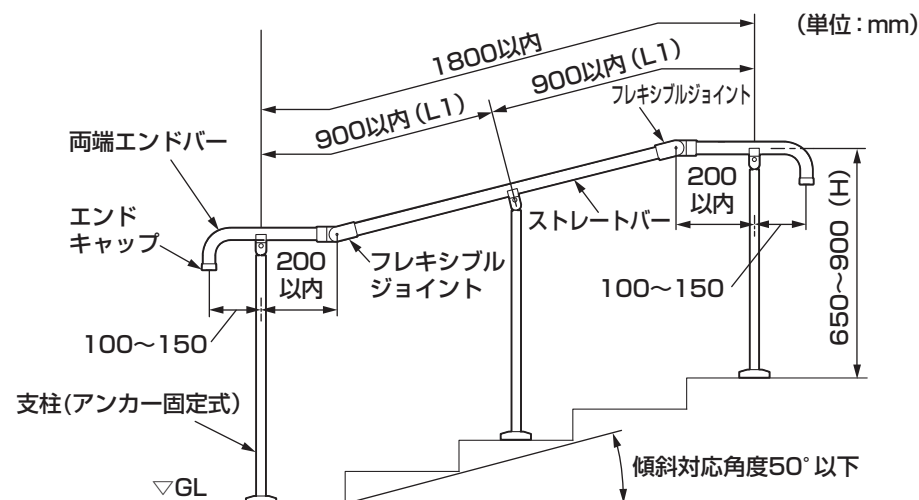 (単位：mm)
1800以内
900以内(L1)
900以内(L1)
フレキシブルジョイント
両端エンドバー
エンド
キャップ
200
以内
フレキシブル
ジョイント
ストレートバー
200
以内
100〜150
100〜150
650〜900 (H)
支柱(アンカー固定式)
▽GL
傾斜対応角度50°以下